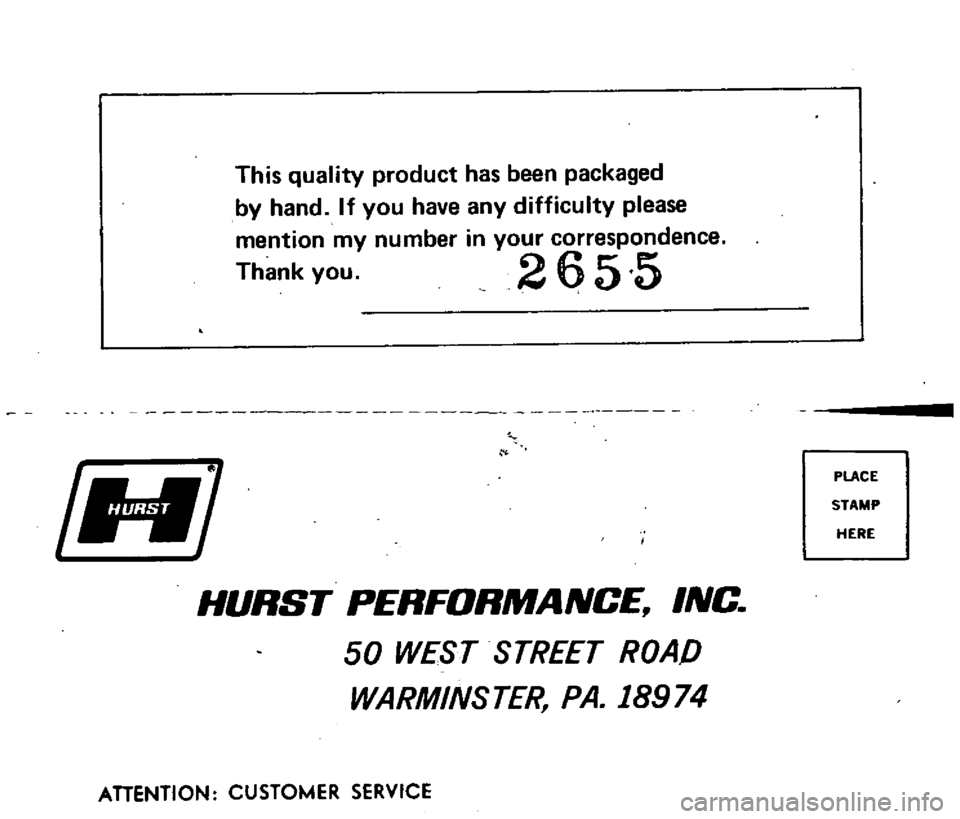 This quality product has been packaged
by hand. If you have any difficulty please
mention my number in your correspondence.
Thank you. 2655
HURST
PLACE
STAMP
HERE
HURST PERFORMANCE, INC.
50 WEST STREET ROAD
WARMINSTER, PA. 18974
ATTENTION: CUSTOMER SERVICE
carmanualsonline.info